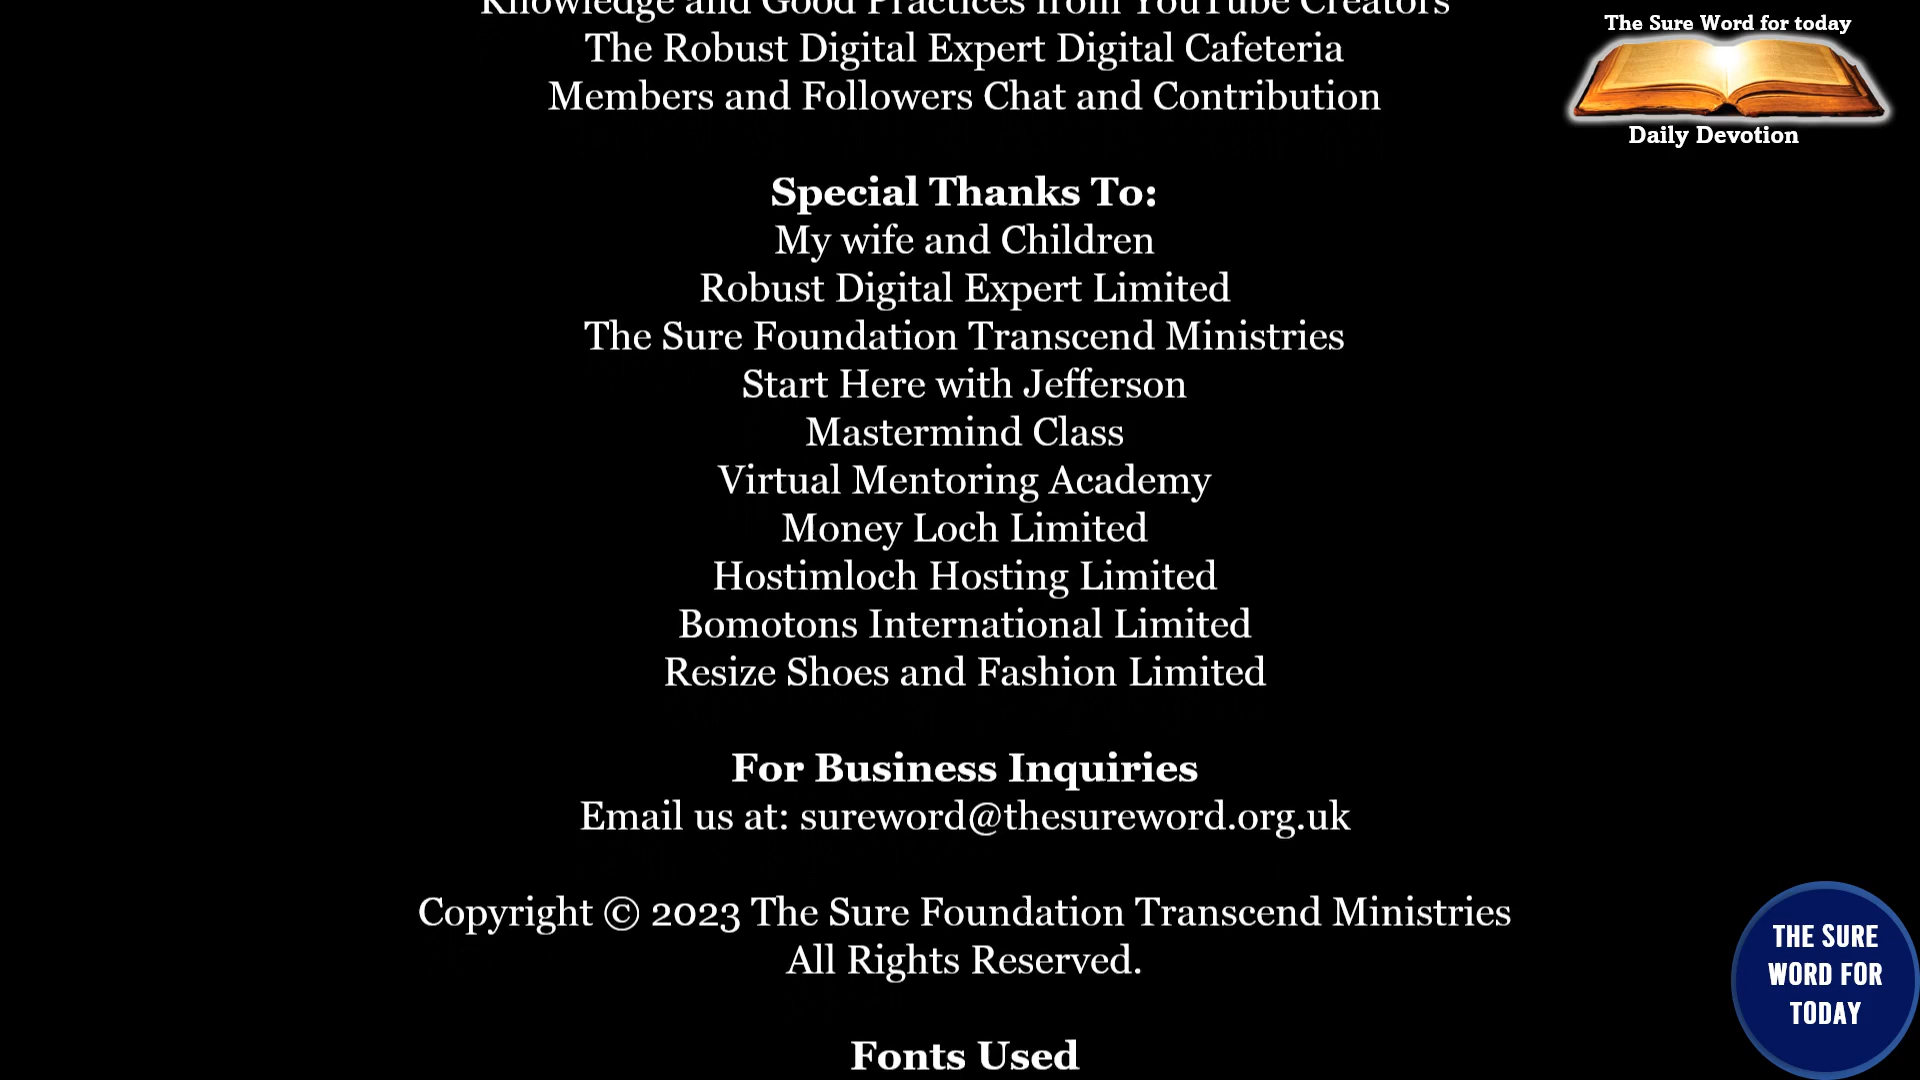 Knowledge and Good Practices from YouTube Creators
The Robust Digital Expert Digital Cafeteria
Members and Followers Chat and Contribution
Special Thanks To:
My wife and Children
Robust Digital Expert Limited
The Sure Foundation Transcend Ministries
Start Here with Jefferson
Mastermind Class
Virtual Mentoring Academy
Money Loch Limited
Hostimloch Hosting Limited
Bomotons International Limited
Resize Shoes and Fashion Limited
For Business Inquiries
Email us at: sureword@thesureword.org.uk
Copyright © 2023 The Sure Foundation Transcend Ministries
All Rights Reserved.
Fonts Used
The Sure Word for today
Daily Devotion
THE SURE
WORD FOR
TODAY